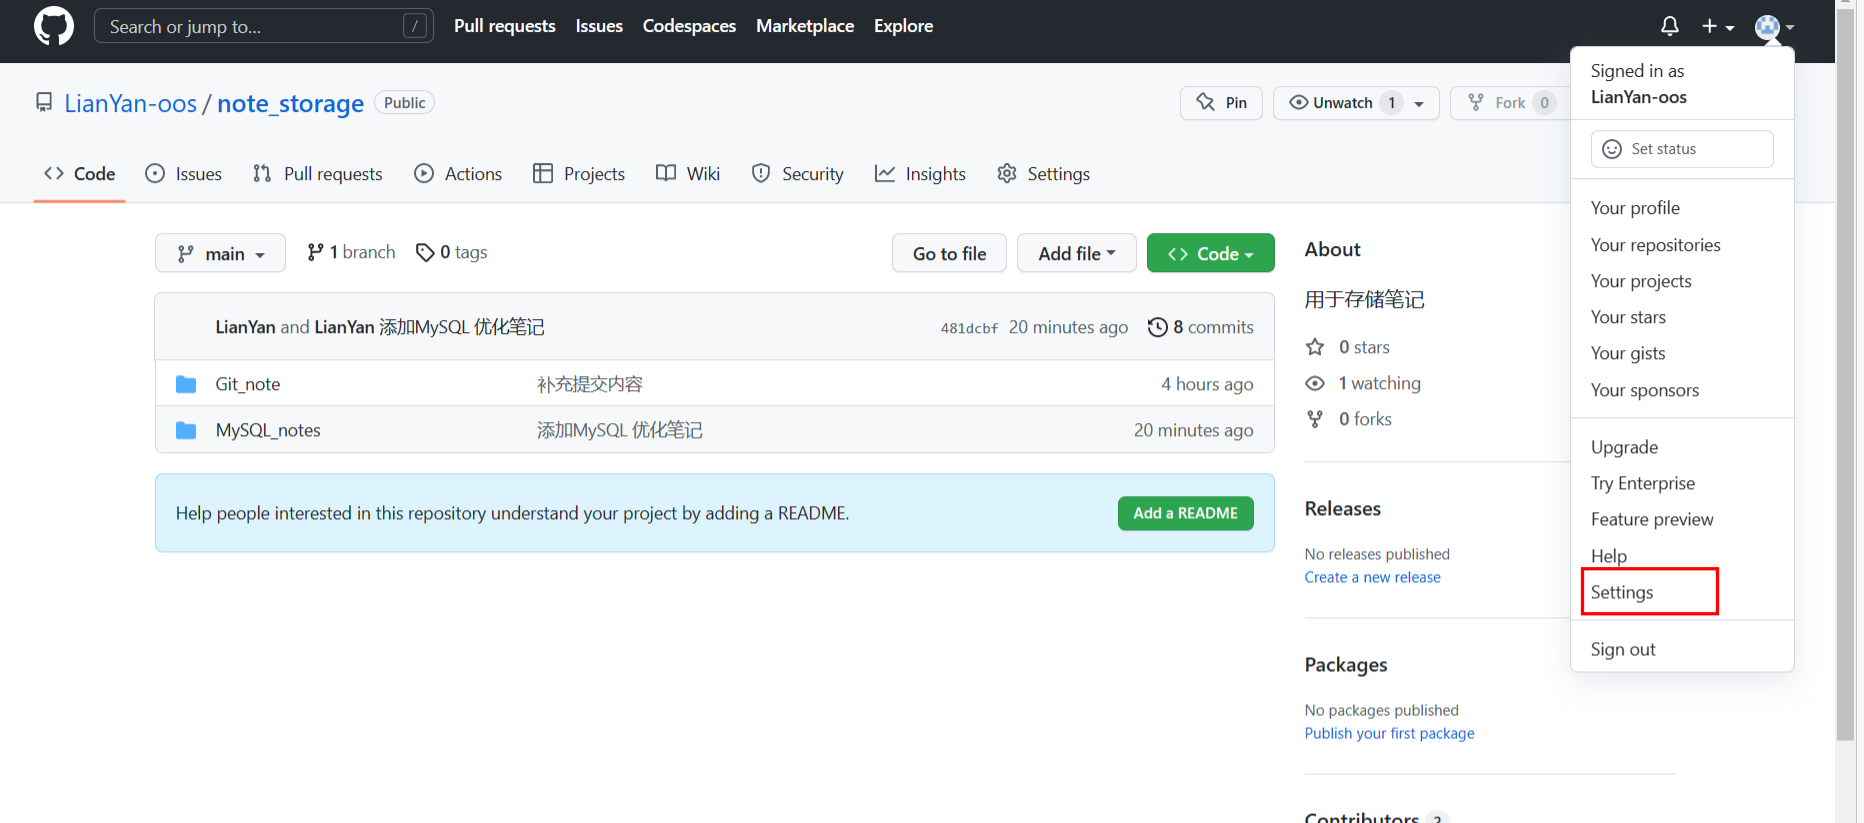 Search or jump to... /
Pull requests Issues Codespaces Marketplace Explore
LianYan-oos / note_storage Public
Pin Unwatch 1 Fork 0
Code Issues Pull requests Actions Projects Wiki Security Insights Settings
main 1 branch 0 tags Go to file Add file Code
LianYan and LianYan 添加MySQL 优化笔记 481dcbf 20 minutes ago 8 commits
Git_note 补充提交内容 4 hours ago
MySQL_notes 添加MySQL 优化笔记 20 minutes ago
Help people interested in this repository understand your project by adding a README. Add a README
About
用于存储笔记
0 stars
1 watching
0 forks
Releases
No releases published
Create a new release
Packages
No packages published
Publish your first package
Contributors 2
Signed in as
LianYan-oos
Set status
Your profile
Your repositories
Your projects
Your stars
Your gists
Your sponsors
Upgrade
Try Enterprise
Feature preview
Help
Settings
Sign out